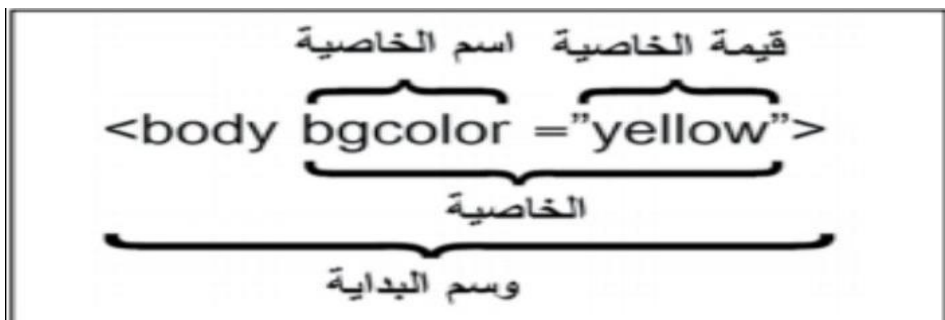 اسم الخاصية قيمة الخاصية
<body bgcolor =”yellow”>
الخاصية
وسم البداية